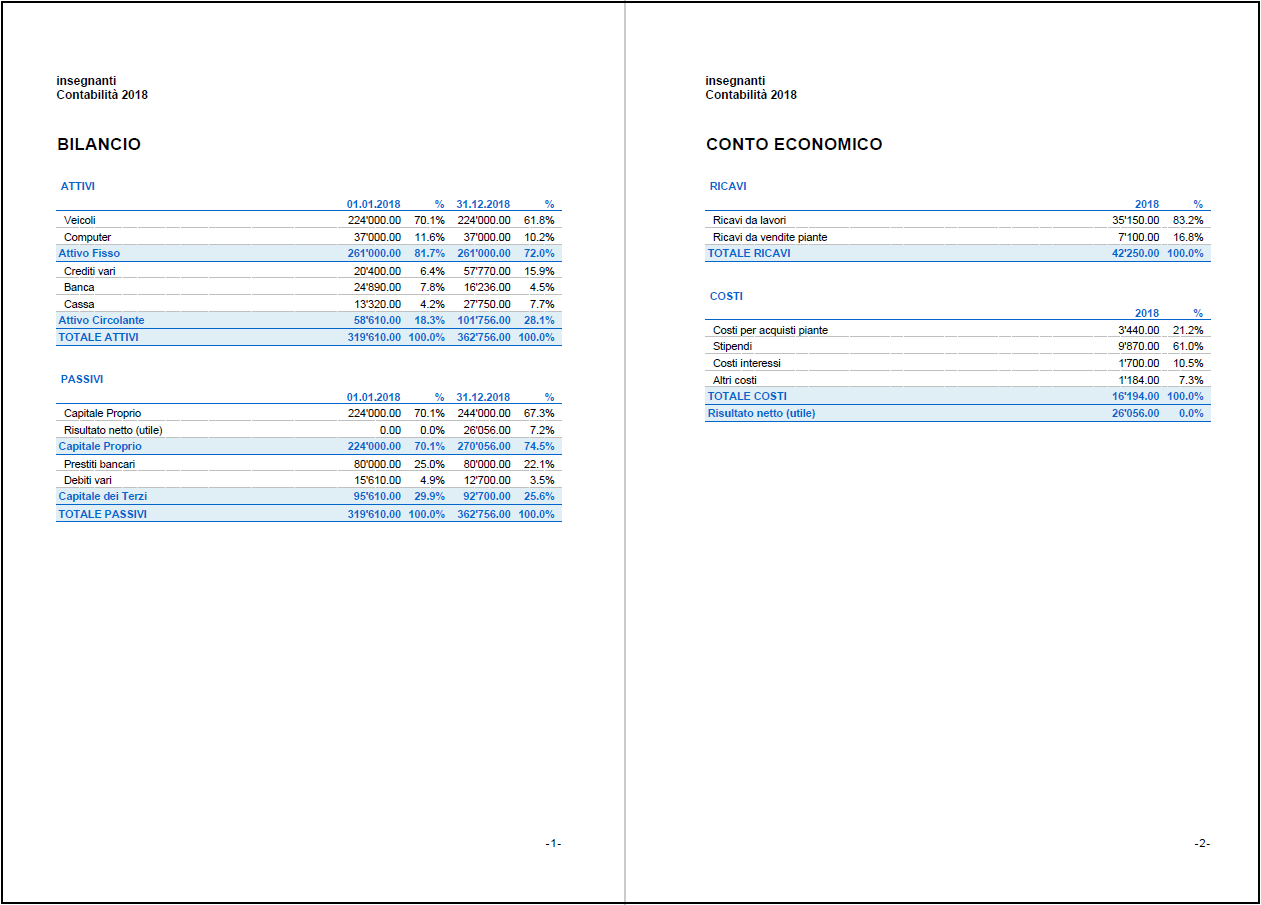 insegnanti
Contabilità 2018
BILANCIO
ATTIVI
01.01.2018 % 31.12.2018 %
Veicoli 224'000.00 70.1% 224'000.00 61.8%
Computer 37'000.00 11.6% 37'000.00 10.2%
Attivo Fisso 261'000.00 81.7% 261'000.00 72.0%
Crediti vari 20'400.00 6.4% 57'770.00 15.9%
Banca 24'890.00 7.8% 16'236.00 4.5%
Cassa 13'320.00 4.2% 27'750.00 7.7%
Attivo Circolante 58'610.00 18.3% 101'756.00 28.1%
TOTALE ATTIVI 319'610.00 100.0% 362'756.00 100.0%
PASSIVI
01.01.2018 % 31.12.2018 %
Capitale Proprio 224'000.00 70.1% 244'000.00 67.3%
Risultato netto (utile) 0.00 0.0% 26'056.00 7.2%
Capitale Proprio 224'000.00 70.1% 270'056.00 74.5%
Prestiti bancari 80'000.00 25.0% 80'000.00 22.1%
Debiti vari 15'610.00 4.9% 12'700.00 3.5%
Capitale dei Terzi 95'610.00 29.9% 92'700.00 25.6%
TOTALE PASSIVI 319'610.00 100.0% 362'756.00 100.0%
-1-
insegnanti
Contabilità 2018
CONTO ECONOMICO
RICAVI
2018 %
Ricavi da lavori 35'150.00 83.2%
Ricavi da vendite piante 7'100.00 16.8%
TOTALE RICAVI 42'250.00 100.0%
COSTI
2018 %
Costi per acquisti piante 3'440.00 21.2%
Stipendi 9'870.00 61.0%
Costi interessi 1'700.00 10.5%
Altri costi 1'184.00 7.3%
TOTALE COSTI 16'194.00 100.0%
Risultato netto (utile) 26'056.00 0.0%
-2-